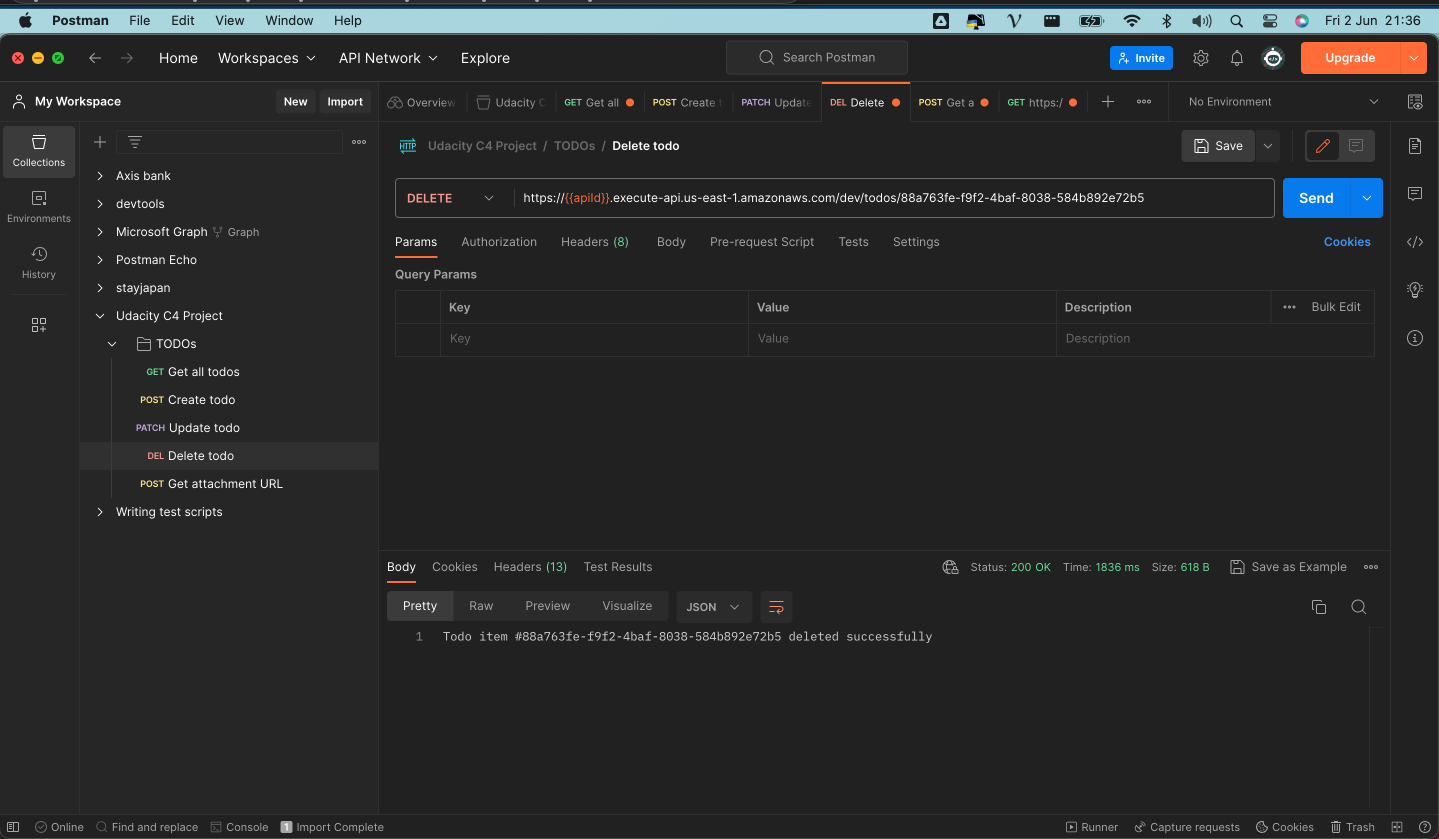 Postman File Edit View Window Help Fri 2 Jun 21:36
Home Workspaces API Network Explore Search Postman Invite Upgrade
My Workspace New Import Overview Udacity C GET Get all POST Create t PATCH Update DEL Delete POST Get a GET https:/ No Environment
Collections
Environments
History
Axis bank
devtools
Microsoft Graph Graph
Postman Echo
stayjapan
Udacity C4 Project
TODOs
GET Get all todos
POST Create todo
PATCH Update todo
DEL Delete todo
POST Get attachment URL
Writing test scripts
HTTP Udacity C4 Project / TODOs / Delete todo Save
DELETE https://{{apiId}}.execute-api.us-east-1.amazonaws.com/dev/todos/88a763fe-f9f2-4baf-8038-584b892e72b5 Send
Params Authorization Headers (8) Body Pre-request Script Tests Settings Cookies
Query Params
Key Value Description Bulk Edit
Key Value Description
Body Cookies Headers (13) Test Results Status: 200 OK Time: 1836 ms Size: 618 B Save as Example
Pretty Raw Preview Visualize JSON
1 Todo item #88a763fe-f9f2-4baf-8038-584b892e72b5 deleted successfully
Online Find and replace Console 1 Import Complete Runner Capture requests Cookies Trash